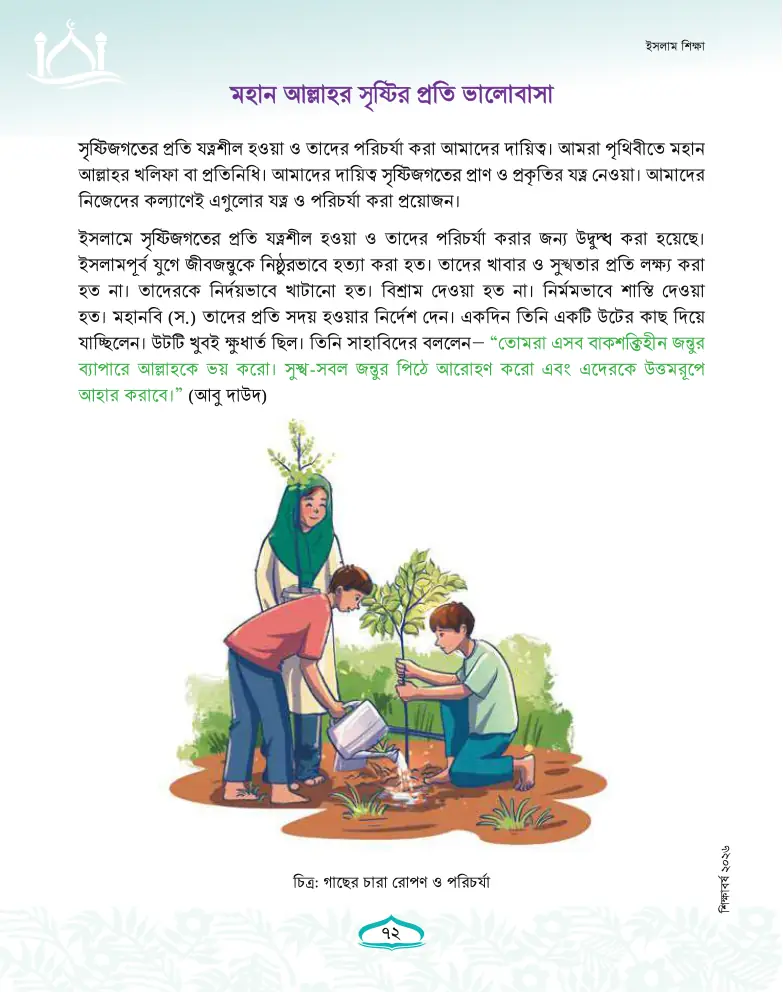 ইসলাম শিক্ষা
মহান আল্লাহর সৃষ্টির প্রতি ভালোবাসা
সৃষ্টিজগতের প্রতি যত্নশীল হওয়া ও তাদের পরিচর্যা করা আমাদের দায়িত্ব। আমরা পৃথিবীতে মহান
আল্লাহর খলিফা বা প্রতিনিধি। আমাদের দায়িত্ব সৃষ্টিজগতের প্রাণ ও প্রকৃতির যত্ন নেওয়া। আমাদের
নিজেদের কল্যাণেই এগুলোর যত্ন ও পরিচর্যা করা প্রয়োজন।
ইসলামে সৃষ্টিজগতের প্রতি যত্নশীল হওয়া ও তাদের পরিচর্যা করার জন্য উদ্বুদ্ধ করা হয়েছে।
ইসলামপূর্ব যুগে জীবজন্তুকে নিষ্ঠুরভাবে হত্যা করা হত। তাদের খাবার ও সুস্থতার প্রতি লক্ষ্য করা
হত না। তাদেরকে নির্দয়ভাবে খাটানো হত। বিশ্রাম দেওয়া হত না। নির্মমভাবে শাস্তি দেওয়া
হত। মহানবি (স.) তাদের প্রতি সদয় হওয়ার নির্দেশ দেন। একদিন তিনি একটি উটের কাছ দিয়ে
যাচ্ছিলেন। উটটি খুবই ক্ষুধার্ত ছিল। তিনি সাহাবিদের বললেন– “তোমরা এসব বাকশক্তিহীন জন্তুর
ব্যাপারে আল্লাহকে ভয় করো। সুস্থ-সবল জন্তুর পিঠে আরোহণ করো এবং এদেরকে উত্তমরূপে
আহার করাবে।” (আবু দাউদ)
চিত্র: গাছের চারা রোপণ ও পরিচর্যা
শিক্ষাবর্ষ ২০২৬
৭২